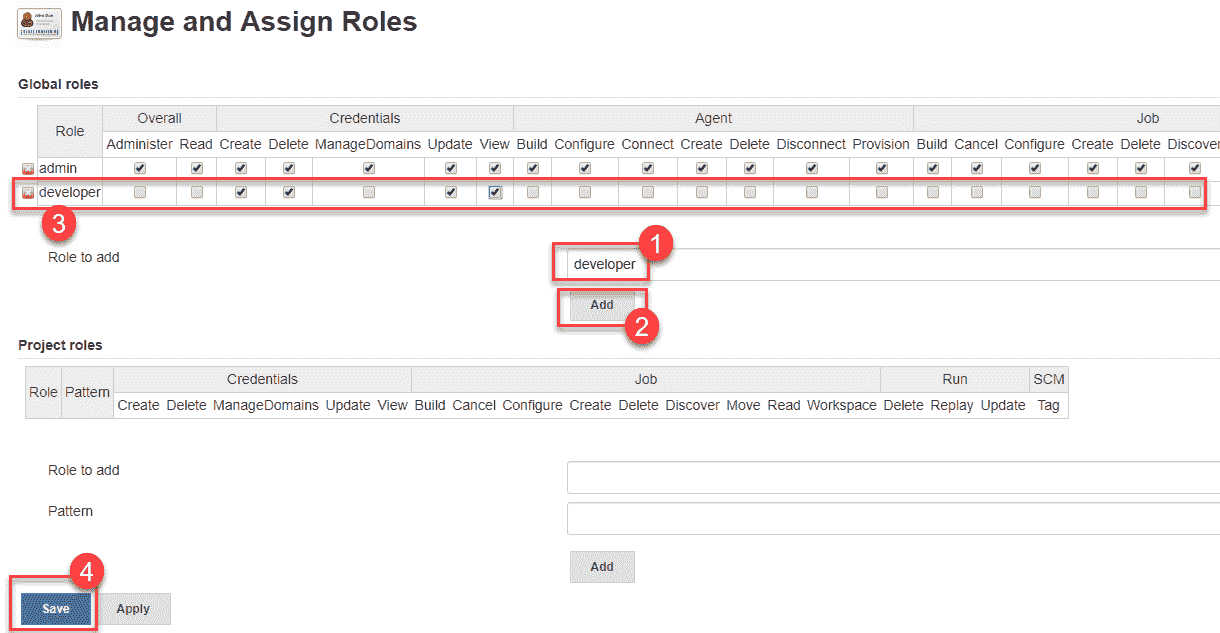 Manage and Assign Roles
Global roles
Role Overall Credentials Agent Job
Administer Read Create Delete ManageDomains Update View Build Configure Connect Create Delete Disconnect Provision Build Cancel Configure Create Delete Discover
admin
developer
3
Role to add
developer
1
Add
2
Project roles
Role Pattern Credentials Job Run SCM
Create Delete ManageDomains Update View Build Cancel Configure Create Delete Discover Move Read Workspace Delete Replay Update Tag
Role to add
Pattern
Add
4
Save Apply